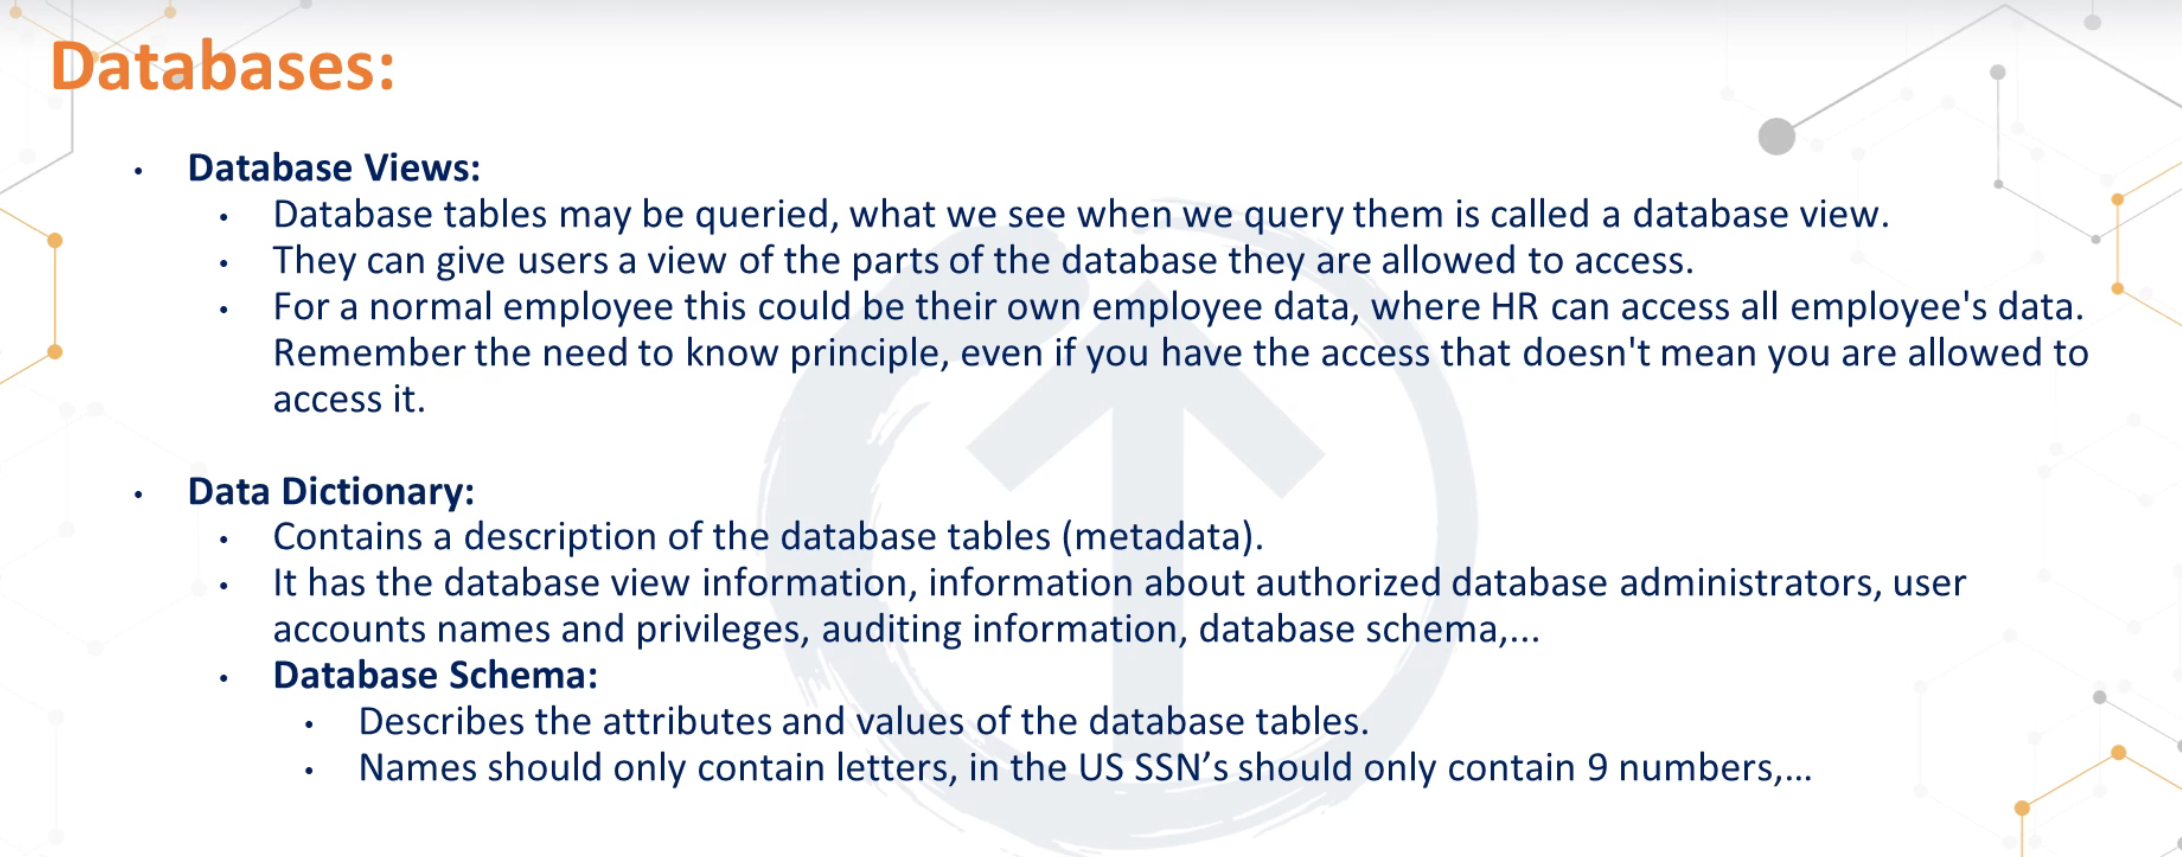 Databases:
• Database Views:
• Database tables may be queried, what we see when we query them is called a database view.
• They can give users a view of the parts of the database they are allowed to access.
• For a normal employee this could be their own employee data, where HR can access all employee's data.
Remember the need to know principle, even if you have the access that doesn't mean you are allowed to
access it.
• Data Dictionary:
• Contains a description of the database tables (metadata).
• It has the database view information, information about authorized database administrators, user
accounts names and privileges, auditing information, database schema,...
• Database Schema:
• Describes the attributes and values of the database tables.
• Names should only contain letters, in the US SSN’s should only contain 9 numbers,...